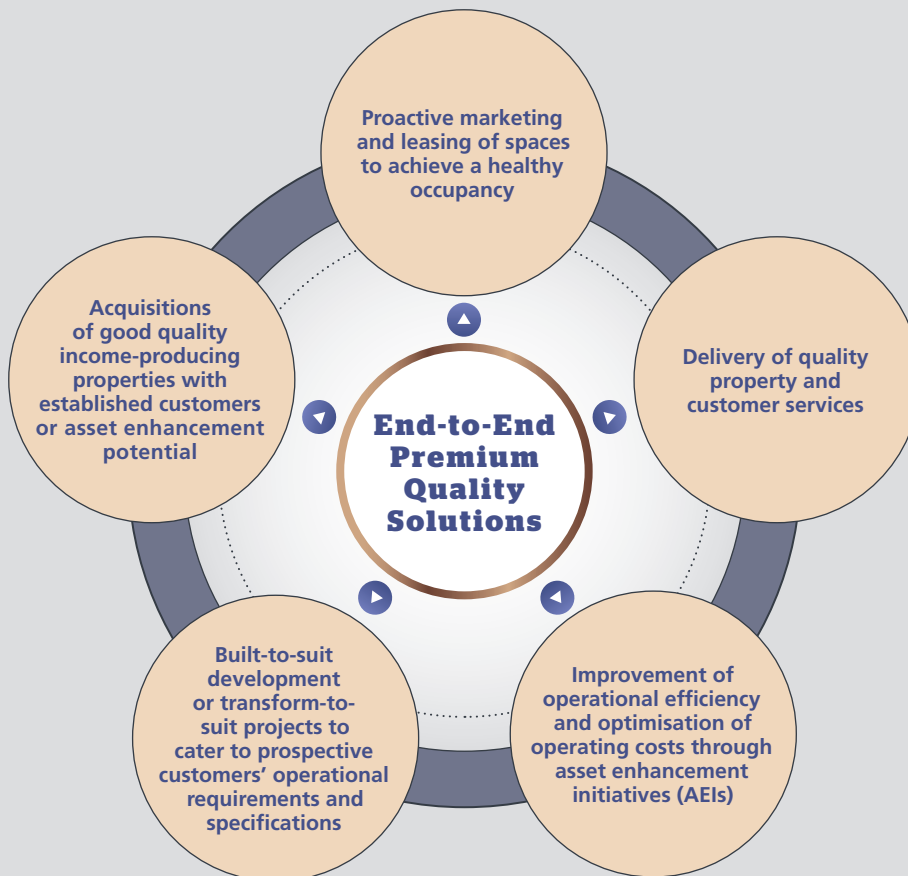 Proactive marketing
and leasing of spaces
to achieve a healthy
occupancy
Acquisitions
of good quality
income-producing
properties with
established customers
or asset enhancement
potential
Delivery of quality
property and
customer services
End-to-End
Premium
Quality
Solutions
Built-to-suit
development
or transform-to-
suit projects to
cater to prospective
customers’ operational
requirements and
specifications
Improvement of
operational efficiency
and optimisation of
operating costs through
asset enhancement
initiatives (AEIs)